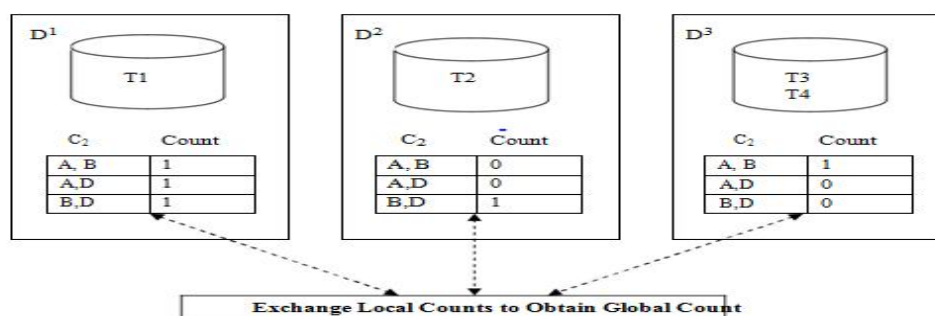 D1 D2 D3
T1 T2 T3
T4
C2 Count C2 Count C2 Count
A, B 1 A, B 0 A, B 1
A,D 1 A,D 0 A,D 0
B,D 1 B,D 1 B,D 0
Exchange Local Counts to Obtain Global Count